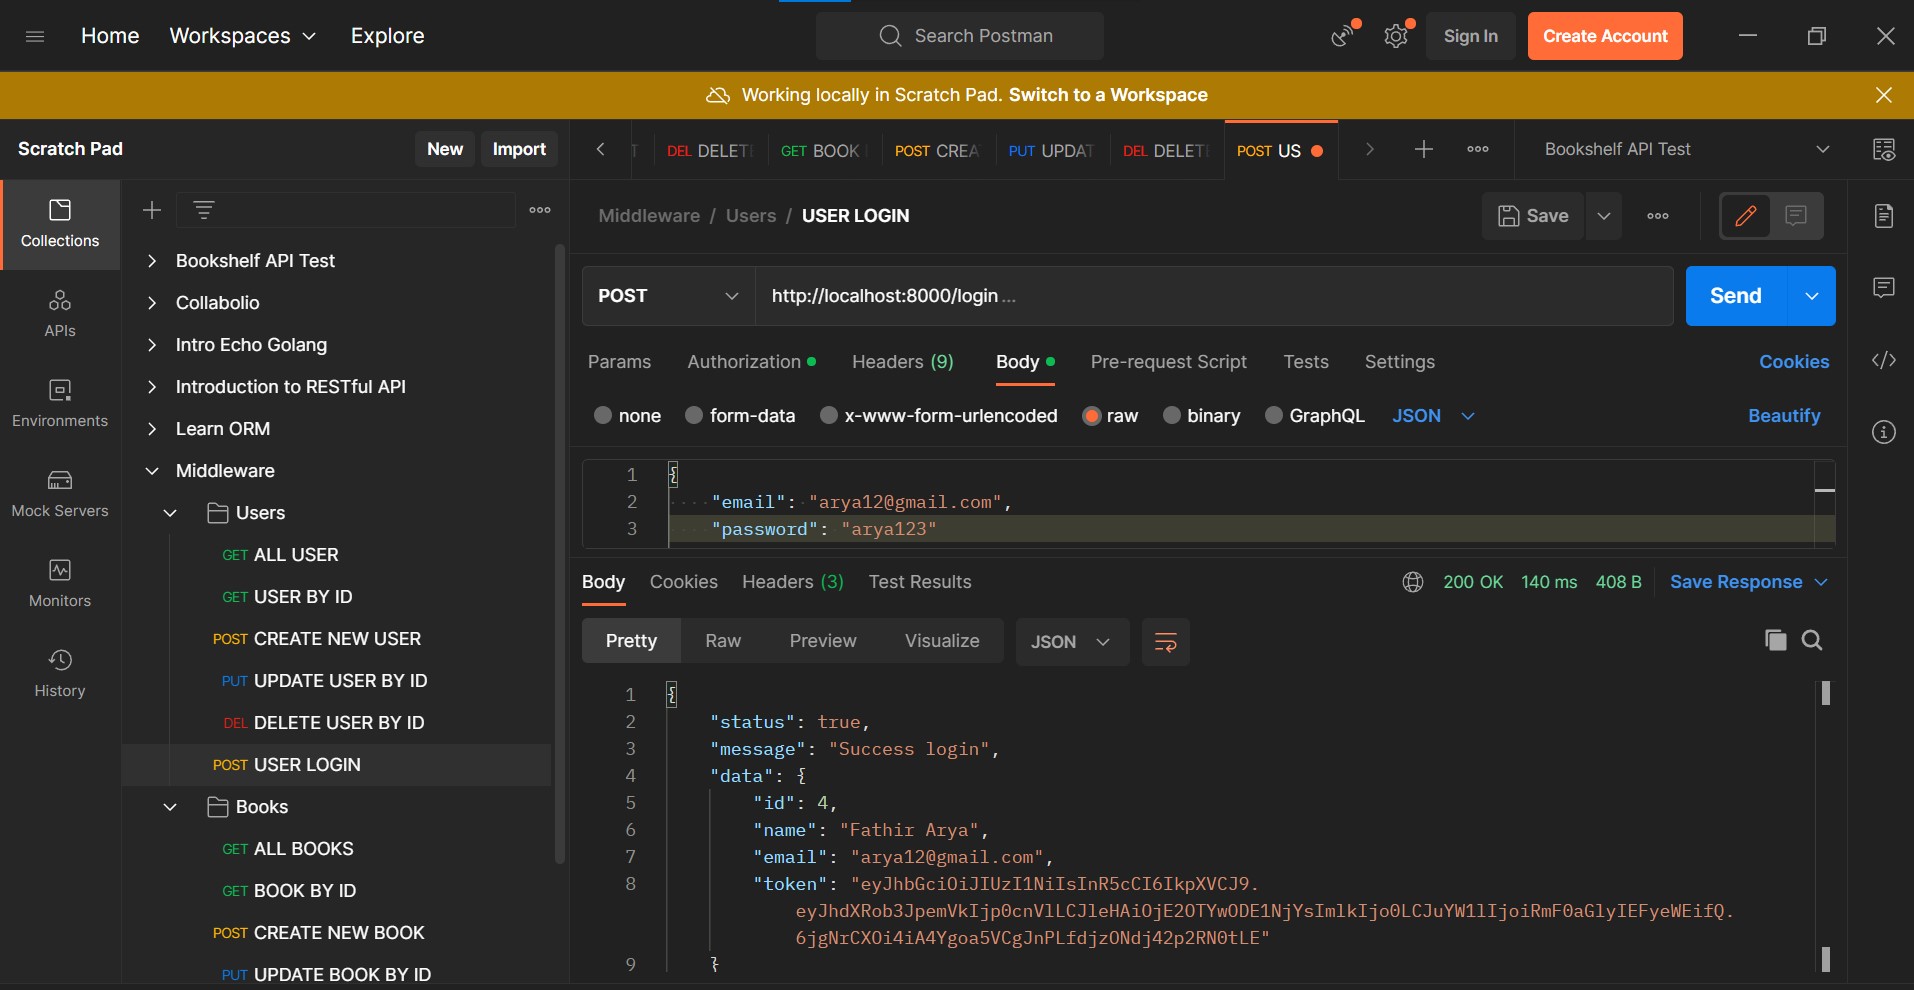 Home Workspaces Explore
Search Postman
Sign In Create Account
Working locally in Scratch Pad. Switch to a Workspace
Scratch Pad New Import
DEL DELET GET BOOK POST CREA PUT UPDAT DEL DELET POST US
Bookshelf API Test
Collections
APIs
Environments
Mock Servers
Monitors
History
Bookshelf API Test
Collabolio
Intro Echo Golang
Introduction to RESTful API
Learn ORM
Middleware
Users
GET ALL USER
GET USER BY ID
POST CREATE NEW USER
PUT UPDATE USER BY ID
DEL DELETE USER BY ID
POST USER LOGIN
Books
GET ALL BOOKS
GET BOOK BY ID
POST CREATE NEW BOOK
PUT UPDATE BOOK BY ID
Middleware / Users / USER LOGIN
Save
POST http://localhost:8000/login ...
Send
Params Authorization Headers (9) Body Pre-request Script Tests Settings Cookies
none form-data x-www-form-urlencoded raw binary GraphQL JSON Beautify
1 {
2 "email": "arya12@gmail.com",
3 "password": "arya123"
Body Cookies Headers (3) Test Results 200 OK 140 ms 408 B Save Response
Pretty Raw Preview Visualize JSON
1 {
2 "status": true,
3 "message": "Success login",
4 "data": {
5 "id": 4,
6 "name": "Fathir Arya",
7 "email": "arya12@gmail.com",
8 "token": "eyJhbGciOiJIUzI1NiIsInR5cCI6IkpXVCJ9.
eyJhdXRob3JpemVkIjp0cnVlLCJleHAiOjE2OTYwODE1NjYsImlkIjo0LCJuYW1lIjoiRmF0aGlyIEFyeWEifQ.
6jgNrCXOi4iA4Ygoa5VCgJnPLfdjzONdj42p2RN0tLE"
9 }